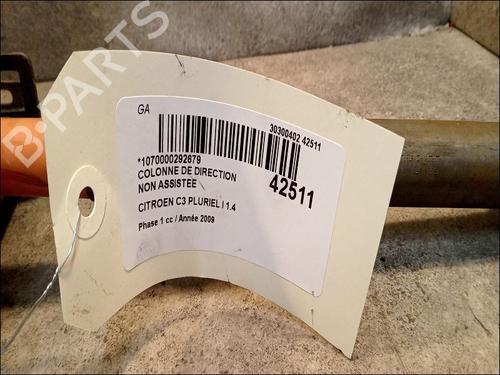 B-PARTS
GA
30300402 42511
*1070000292679
COLONNE DE DIRECTION
NON ASSISTEE
42511
CITROEN C3 PLURIEL I 1.4
Phase 1 cc / Année 2009